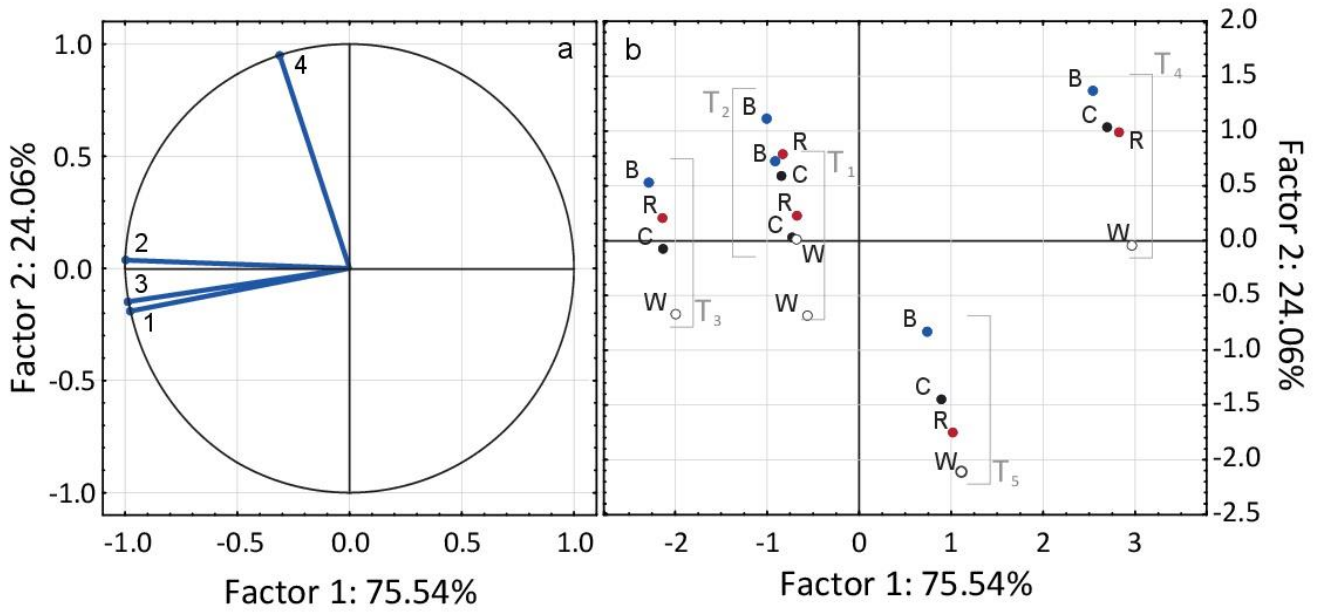 a
1.0
0.5
0.0
-0.5
-1.0
Factor 2: 24.06%
4
2
3
1
-1.0 -0.5 0.0 0.5 1.0
Factor 1: 75.54%
b
B
T4
C
R
W
T2
B
R
B
C
T1
R
C
W
W
B
R
C
W
T3
B
C
R
W
T5
2.0
1.5
1.0
0.5
0.0
-0.5
-1.0
-1.5
-2.0
-2.5
Factor 2: 24.06%
-2 -1 0 1 2 3
Factor 1: 75.54%